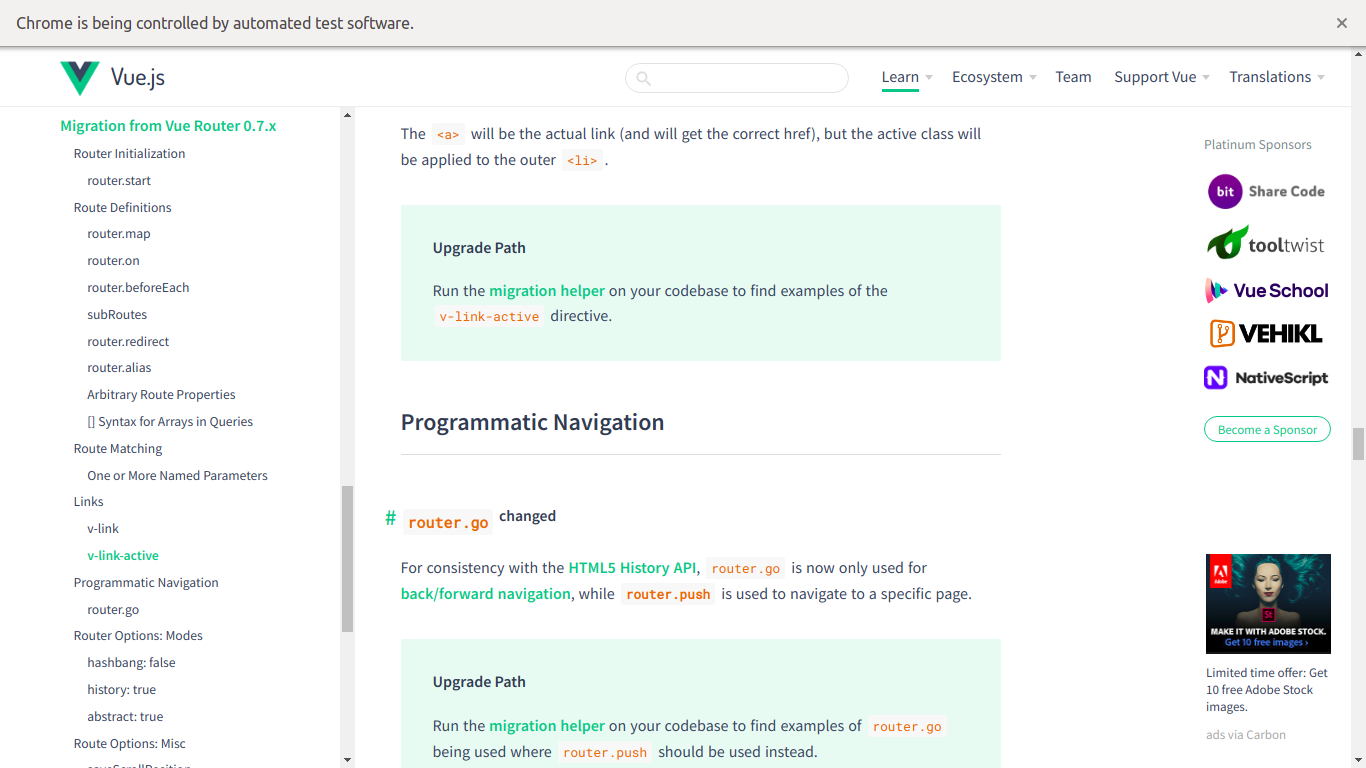 Chrome is being controlled by automated test software.
Vue.js
Learn
Ecosystem
Team
Support Vue
Translations
Migration from Vue Router 0.7.x
Router Initialization
router.start
Route Definitions
router.map
router.on
router.beforeEach
subRoutes
router.redirect
router.alias
Arbitrary Route Properties
[] Syntax for Arrays in Queries
Route Matching
One or More Named Parameters
Links
v-link
v-link-active
Programmatic Navigation
router.go
Router Options: Modes
hashbang: false
history: true
abstract: true
Route Options: Misc
saveScrollPosition
The <a> will be the actual link (and will get the correct href), but the active class will
be applied to the outer <li> .
Upgrade Path
Run the migration helper on your codebase to find examples of the
v-link-active directive.
Programmatic Navigation
# router.go changed
For consistency with the HTML5 History API, router.go is now only used for
back/forward navigation, while router.push is used to navigate to a specific page.
Upgrade Path
Run the migration helper on your codebase to find examples of router.go
being used where router.push should be used instead.
Platinum Sponsors
bit Share Code
tooltwist
Vue School
VEHIKL
NativeScript
Become a Sponsor
Adobe
St
MAKE IT WITH ADOBE STOCK.
Get 10 free images ›
Limited time offer: Get
10 free Adobe Stock
images.
ads via Carbon